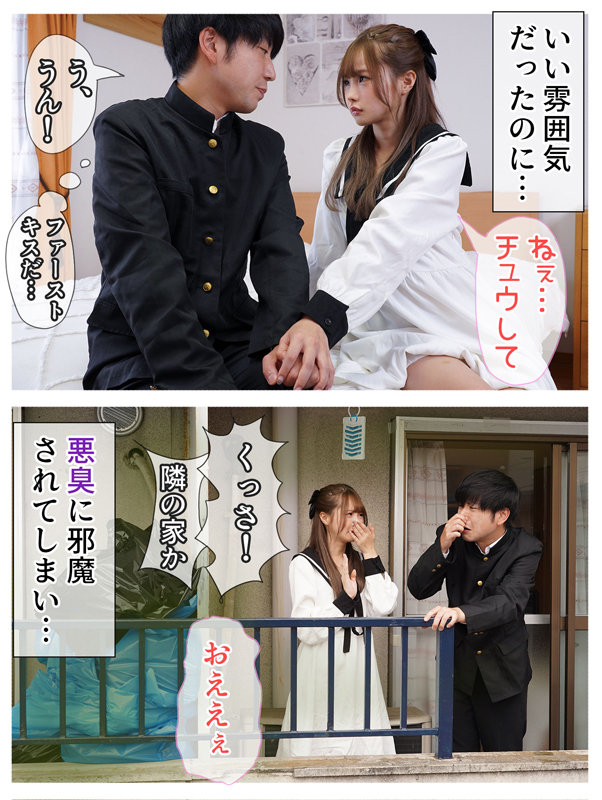 いい雰囲気
だったのに…
ねぇ…
チュウして
う、
うん！
ファースト
キスだ…
悪臭に邪魔
されてしまい…
くっさ！
隣の家か
おえええ